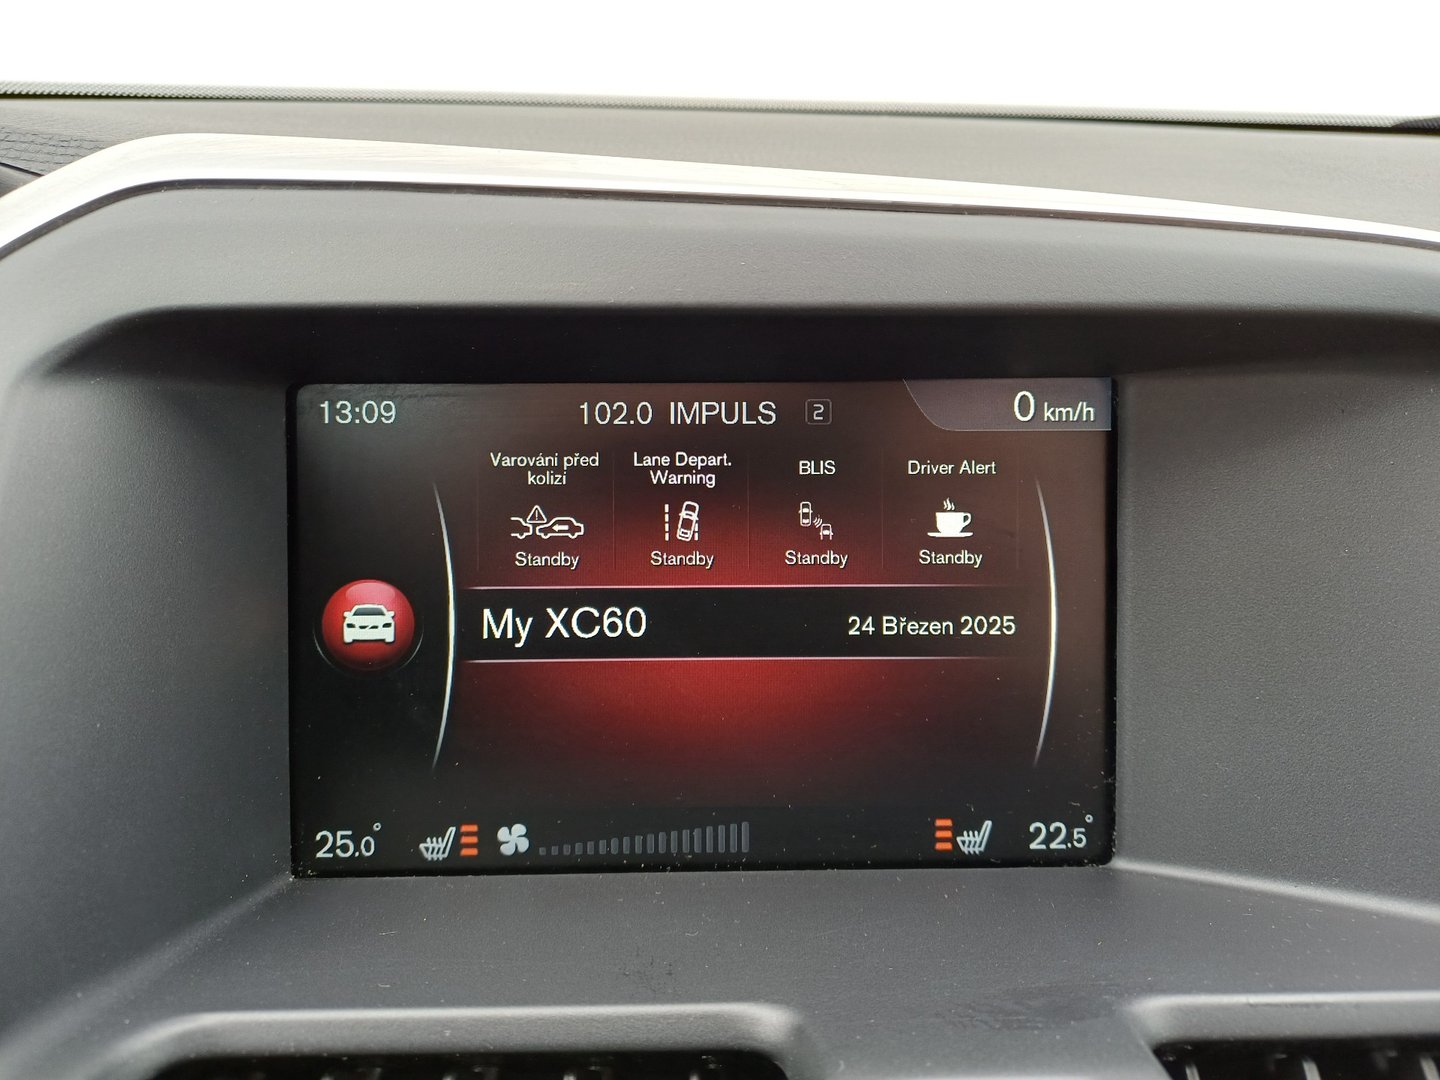 13:09 102.0 IMPULS 2 0 km/h
Varování před
kolizí
Lane Depart.
Warning
BLIS
Driver Alert
Standby Standby Standby Standby
My XC60 24 Březen 2025
25.0° 22.5°